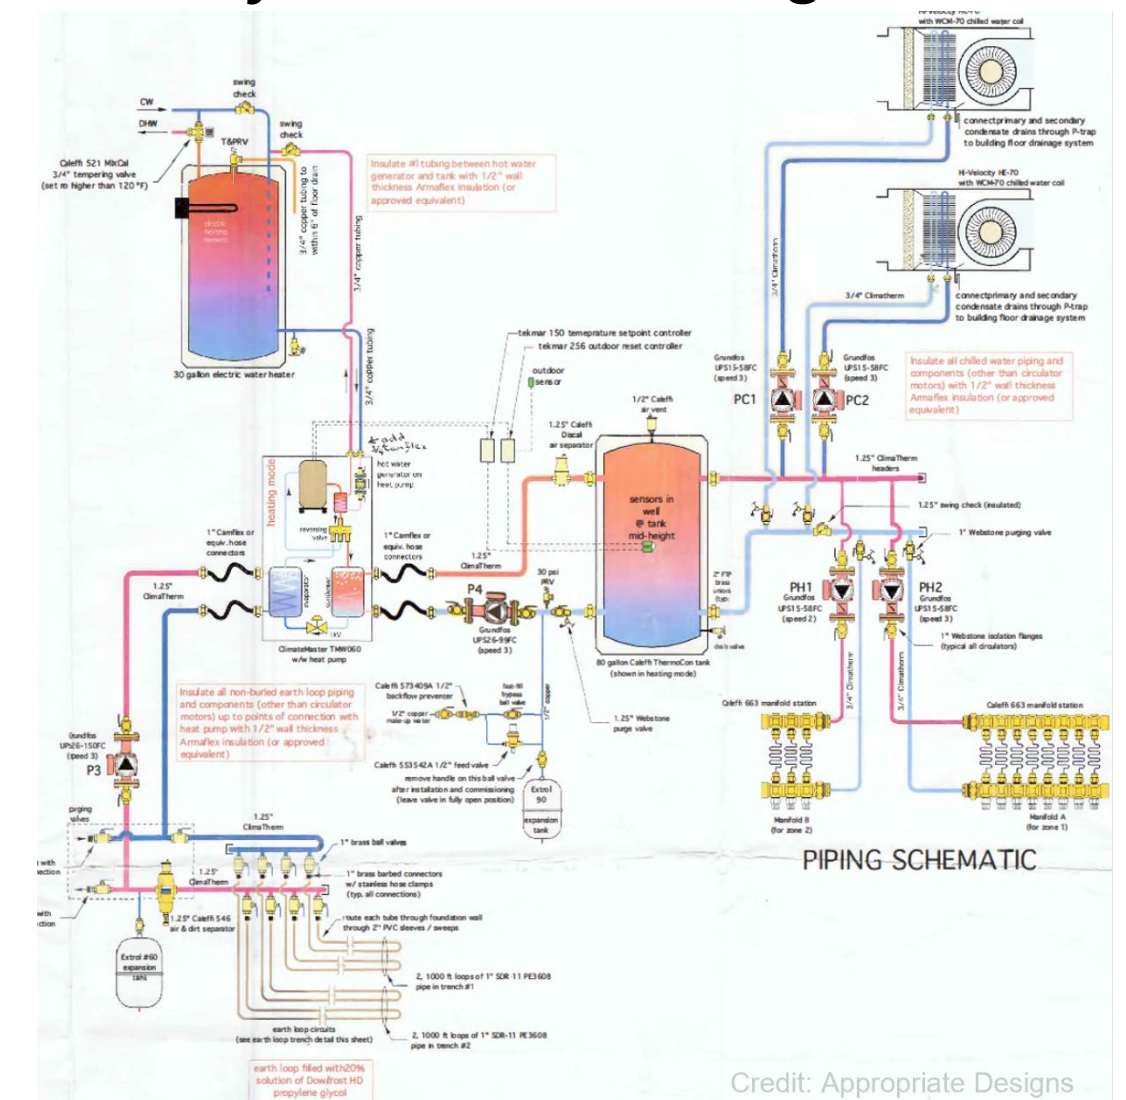 with WCM-70 chilled water coil
connectprimary and secondary
condensate drains through P-trap
to building floor drainage system
Hi-Velocity HE-70
with WCM-70 chilled water coil
connectprimary and secondary
condensate drains through P-trap
to building floor drainage system
3/4" Climatherm
3/4" Climatherm
swing
check
CW
DHW
T&PRV
swing
check
Caleffi 521 MixCal
3/4" tempering valve
(set no higher than 120 °F)
Insulate all tubing between hot water
generator and tank with 1/2" wall
thickness Armaflex insulation (or
approved equivalent)
3/4" copper tubing to
within 6" of floor drain
3/4" copper tubing
3/4" copper tubing
30 gallon electric water heater
tekmar 150 temeprature setpoint controller
tekmar 256 outdoor reset controller
outdoor
sensor
Grundfos
UPS15-58FC
(speed 3)
PC1
Grundfos
UPS15-58FC
(speed 3)
PC2
Insulate all chilled water piping and
components (other than circulator
motors) with 1/2" wall thickness
Armaflex insulation (or approved
equivalent)
1/2" Caleffi
air vent
1.25" Caleffi
Discal
air separator
add
hot water
generator on
heat pump
heating mode
reversing
valve
evaporator
condenser
TXV
ClimateMaster TMW060
w/w heat pump
1" Camflex or
equiv. hose
connectors
1" Camflex or
equiv. hose
connectors
1.25"
ClimaTherm
1.25"
ClimaTherm
sensors in
well
@ tank
mid-height
1.25" ClimaTherm
headers
1.25" swing check (insulated)
1" Webstone purging valve
30 psi
PRV
P4
Grundfos
UPS26-99FC
(speed 3)
2" FTP
brass
unions
(typ)
80 gallon Caleffi ThermoCon tank
(shown in heating mode)
PH1
Grundfos
UPS15-58FC
(speed 2)
PH2
Grundfos
UPS15-58FC
(speed 3)
1" Webstone isolation flanges
(typical all circulators)
3/4" Climatherm
3/4" Climatherm
Insulate all non-buried earth loop piping
and components (other than circulator
motors) up to points of connection with
heat pump with 1/2" wall thickness
Armaflex insulation (or approved
equivalent)
Caleffi 573409A 1/2"
backflow preventer
fast-fill
bypass
ball valve
1/2" copper
make-up water
1/2" copper
1.25" Webstone
purge valve
Caleffi 553542A 1/2" feed valve
remove handle on this ball valve
after installation and commissioning
(leave valve in fully open position)
Extrol
90
expansion
tank
Caleffi 663 manifold station
Caleffi 663 manifold station
Manifold B
(for zone 2)
Manifold A
(for zone 1)
Grundfos
UPS26-150FC
(speed 3)
P3
purging
valves
1.25"
ClimaTherm
1.25"
ClimaTherm
1" brass ball valves
1" brass barbed connectors
w/ stainless hose clamps
(typ. all connections)
1.25" Caleffi 546
air & dirt separator
route each tube through foundation wall
through 2" PVC sleeves / sweeps
Extrol #60
expansion
tank
2, 1000 ft loops of 1" SDR-11 PE3608
pipe in trench #1
earth loop circuits
(see earth loop trench detail this sheet)
2, 1000 ft loops of 1" SDR-11 PE3608
pipe in trench #2
earth loop filled with20%
solution of Dowfrost HD
propylene glycol
PIPING SCHEMATIC
Credit: Appropriate Designs